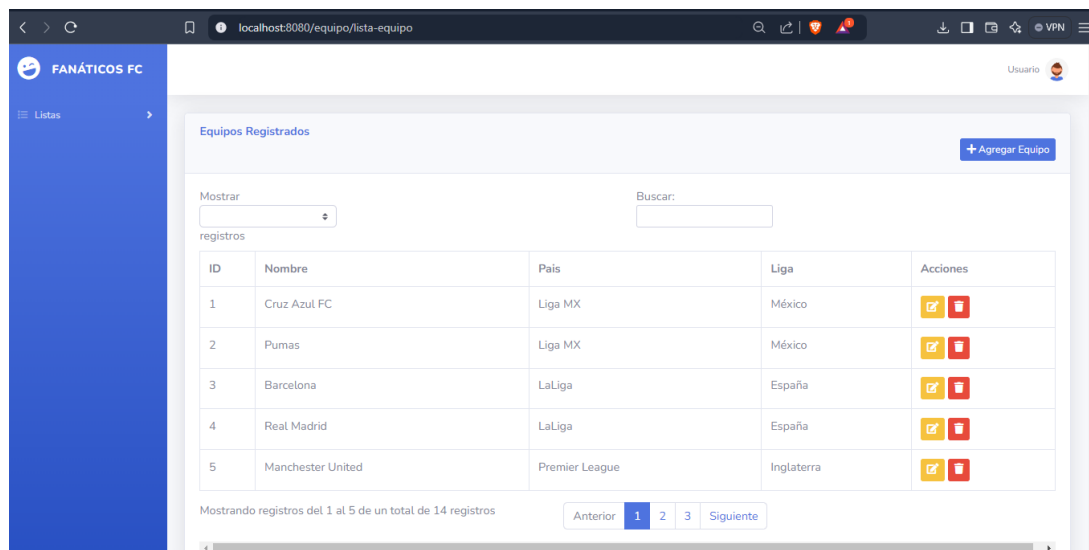 localhost:8080/equipo/lista-equipo
VPN
FANÁTICOS FC
Usuario
Listas
Equipos Registrados
Agregar Equipo
Mostrar
Buscar:
registros
ID Nombre Pais Liga Acciones
1 Cruz Azul FC Liga MX México
2 Pumas Liga MX México
3 Barcelona LaLiga España
4 Real Madrid LaLiga España
5 Manchester United Premier League Inglaterra
Mostrando registros del 1 al 5 de un total de 14 registros Anterior 1 2 3 Siguiente